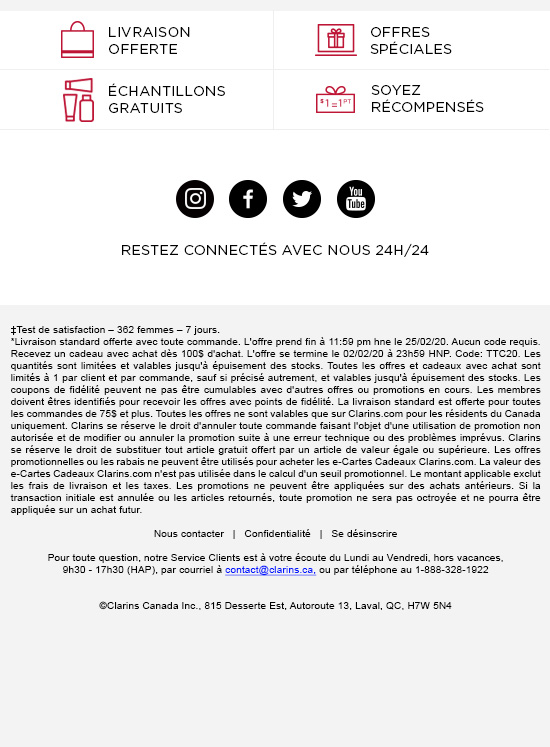 LIVRAISON
OFFERTE
OFFRES
SPÉCIALES
ÉCHANTILLONS
GRATUITS
$1=1PT
SOYEZ
RÉCOMPENSÉS
You
Tube
RESTEZ CONNECTÉS AVEC NOUS 24H/24
‡Test de satisfaction – 362 femmes – 7 jours.
*Livraison standard offerte avec toute commande. L'offre prend fin à 11:59 pm hne le 25/02/20. Aucun code requis.
Recevez un cadeau avec achat dès 100$ d'achat. L'offre se termine le 02/02/20 à 23h59 HNP. Code: TTC20. Les
quantités sont limitées et valables jusqu'à épuisement des stocks. Toutes les offres et cadeaux avec achat sont
limités à 1 par client et par commande, sauf si précisé autrement, et valables jusqu'à épuisement des stocks. Les
coupons de fidélité peuvent ne pas être cumulables avec d'autres offres ou promotions en cours. Les membres
doivent êtres identifiés pour recevoir les offres avec points de fidélité. La livraison standard est offerte pour toutes
les commandes de 75$ et plus. Toutes les offres ne sont valables que sur Clarins.com pour les résidents du Canada
uniquement. Clarins se réserve le droit d'annuler toute commande faisant l'objet d'une utilisation de promotion non
autorisée et de modifier ou annuler la promotion suite à une erreur technique ou des problèmes imprévus. Clarins
se réserve le droit de substituer tout article gratuit offert par un article de valeur égale ou supérieure. Les offres
promotionnelles ou les rabais ne peuvent être utilisés pour acheter les e-Cartes Cadeaux Clarins.com. La valeur des
e-Cartes Cadeaux Clarins.com n'est pas utilisée dans le calcul d'un seuil promotionnel. Le montant applicable exclut
les frais de livraison et les taxes. Les promotions ne peuvent être appliquées sur des achats antérieurs. Si la
transaction initiale est annulée ou les articles retournés, toute promotion ne sera pas octroyée et ne pourra être
appliquée sur un achat futur.
Nous contacter | Confidentialité | Se désinscrire
Pour toute question, notre Service Clients est à votre écoute du Lundi au Vendredi, hors vacances,
9h30 - 17h30 (HAP), par courriel à contact@clarins.ca, ou par téléphone au 1-888-328-1922
©Clarins Canada Inc., 815 Desserte Est, Autoroute 13, Laval, QC, H7W 5N4